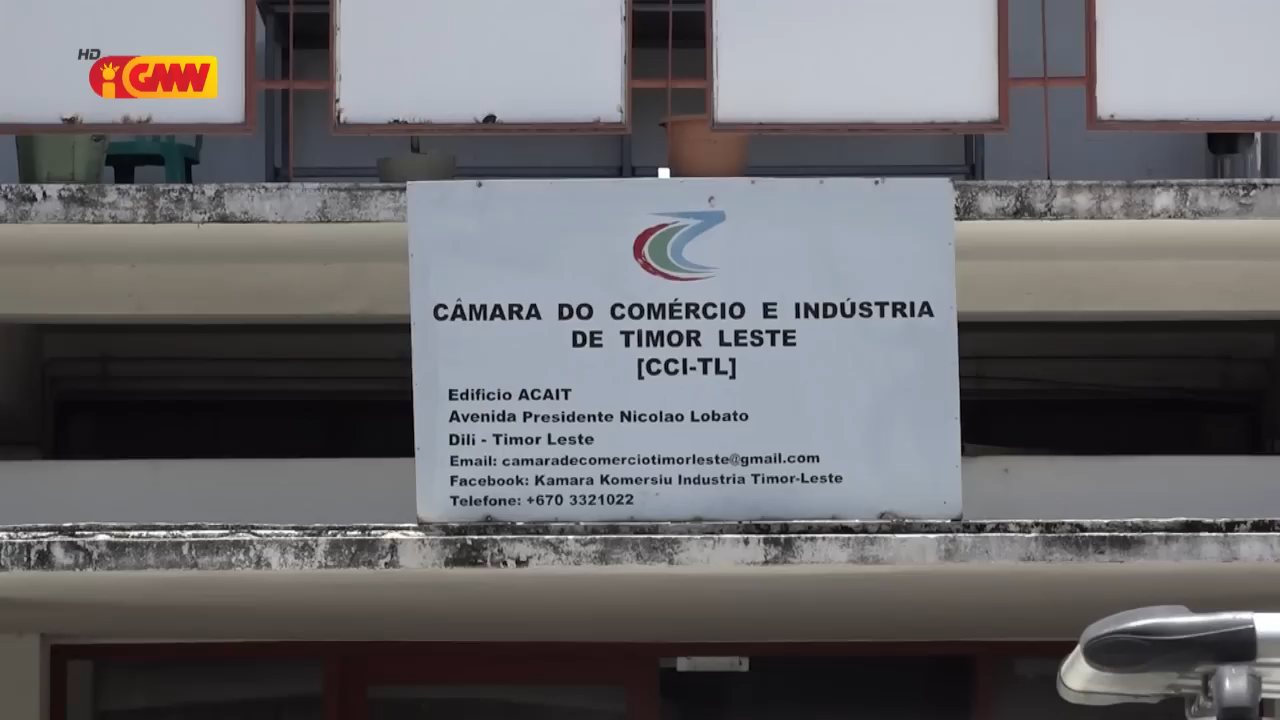 HD
GMW
CÂMARA DO COMÉRCIO E INDÚSTRIA
DE TIMOR LESTE
[CCI-TL]
Edificio ACAIT
Avenida Presidente Nicolao Lobato
Dili - Timor Leste
Email: camaradecomerciotimorleste@gmail.com
Facebook: Kamara Komersiu Industria Timor-Leste
Telefone: +670 3321022